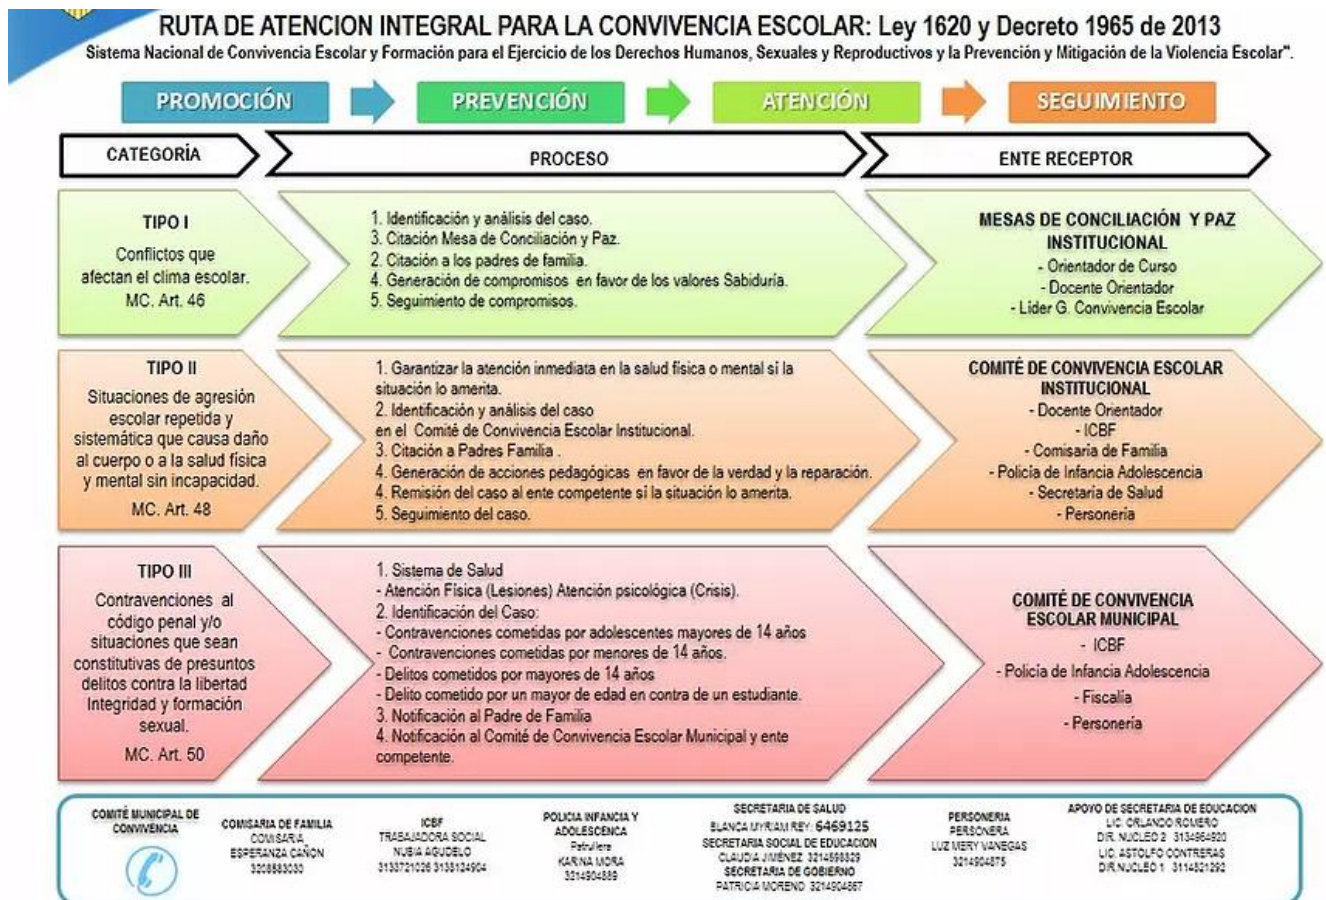 RUTA DE ATENCION INTEGRAL PARA LA CONVIVENCIA ESCOLAR: Ley 1620 y Decreto 1965 de 2013
Sistema Nacional de Convivencia Escolar y Formación para el Ejercicio de los Derechos Humanos, Sexuales y Reproductivos y la Prevención y Mitigación de la Violencia Escolar".
PROMOCIÓN
PREVENCIÓN
ATENCIÓN
SEGUIMIENTO
CATEGORÍA
PROCESO
ENTE RECEPTOR
TIPO I
Conflictos que
afectan el clima escolar.
MC. Art. 46
1. Identificación y análisis del caso.
3. Citación Mesa de Conciliación y Paz.
2. Citación a los padres de familia.
4. Generación de compromisos en favor de los valores Sabiduría.
5. Seguimiento de compromisos.
MESAS DE CONCILIACIÓN Y PAZ
INSTITUCIONAL
- Orientador de Curso
- Docente Orientador
- Líder G. Convivencia Escolar
TIPO II
Situaciones de agresión
escolar repetida y
sistemática que causa daño
al cuerpo o a la salud física
y mental sin incapacidad.
MC. Art. 48
1. Garantizar la atención inmediata en la salud física o mental sí la
situación lo amerita.
2. Identificación y análisis del caso
en el Comité de Convivencia Escolar Institucional.
3. Citación a Padres Familia .
4. Generación de acciones pedagógicas en favor de la verdad y la reparación.
4. Remisión del caso al ente competente sí la situación lo amerita.
5. Seguimiento del caso.
COMITÉ DE CONVIVENCIA ESCOLAR
INSTITUCIONAL
- Docente Orientador
- ICBF
- Comisaría de Familia
- Policía de Infancia Adolescencia
- Secretaría de Salud
- Personería
TIPO III
Contravenciones al
código penal y/o
situaciones que sean
constitutivas de presuntos
delitos contra la libertad
Integridad y formación
sexual.
MC. Art. 50
1. Sistema de Salud
- Atención Física (Lesiones) Atención psicológica (Crisis).
2. Identificación del Caso:
- Contravenciones cometidas por adolescentes mayores de 14 años
- Contravenciones cometidas por menores de 14 años.
- Delitos cometidos por mayores de 14 años
- Delito cometido por un mayor de edad en contra de un estudiante.
3. Notificación al Padre de Familia
4. Notificación al Comité de Convivencia Escolar Municipal y ente
competente.
COMITÉ DE CONVIVENCIA
ESCOLAR MUNICIPAL
- ICBF
- Policía de Infancia Adolescencia
- Fiscalía
- Personería
COMITÉ MUNICIPAL DE
CONVIVENCIA
COMISARIA DE FAMILIA
COMISARIA
ESPERANZA CAÑON
ICBF
TRABAJADORA SOCIAL
NUBIA AGUDELO
POLICIA INFANCIA Y
ADOLESCENCA
Patrullera
KARINA MORA
3214904889
SECRETARIA DE SALUD
BLANCA MYRIAM REY: 6469125
SECRETARIA SOCIAL DE EDUCACION
CLAUDIA JIMÉNEZ
SECRETARIA DE GOBIERNO
PATRICIA MORENO 3214904867
PERSONERIA
PERSONERA
LUZ MERY VANEGAS
3214904875
APOYO DE SECRETARIA DE EDUCACION
LIC. ORLANDO ROMERO
DIR. NUCLEO 2 3134964920
LIC. ASTOLFO CONTRERAS
DIR.NUCLEO 1